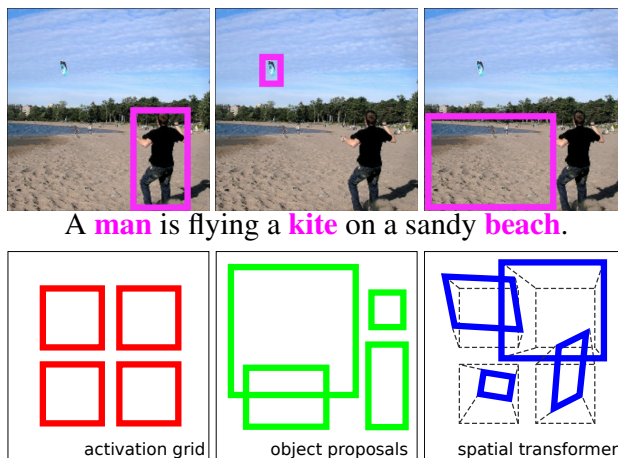 A man is flying a kite on a sandy beach.
activation grid
object proposals
spatial transformer